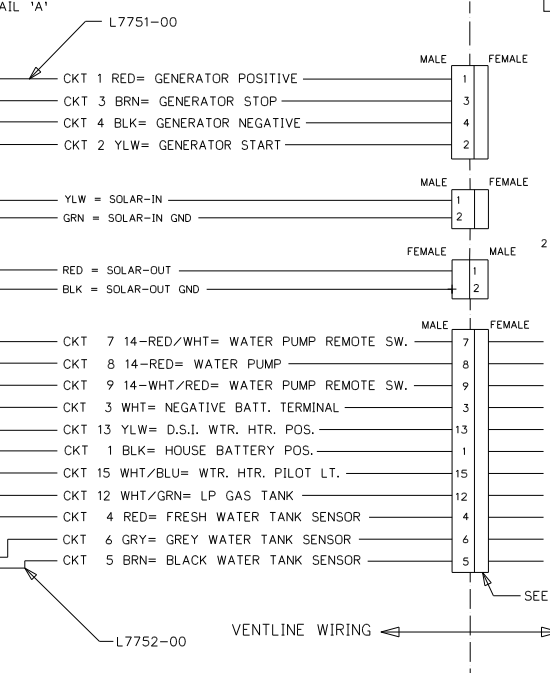 AIL 'A'
L7751-00
MALE FEMALE
CKT 1 RED= GENERATOR POSITIVE 1
CKT 3 BRN= GENERATOR STOP 3
CKT 4 BLK= GENERATOR NEGATIVE 4
CKT 2 YLW= GENERATOR START 2
MALE FEMALE
YLW = SOLAR-IN 1
GRN = SOLAR-IN GND 2
2
FEMALE MALE
RED = SOLAR-OUT 1
BLK = SOLAR-OUT GND 2
MALE FEMALE
CKT 7 14-RED/WHT= WATER PUMP REMOTE SW. 7
CKT 8 14-RED= WATER PUMP 8
CKT 9 14-WHT/RED= WATER PUMP REMOTE SW. 9
CKT 3 WHT= NEGATIVE BATT. TERMINAL 3
CKT 13 YLW= D.S.I. WTR. HTR. POS. 13
CKT 1 BLK= HOUSE BATTERY POS. 1
CKT 15 WHT/BLU= WTR. HTR. PILOT LT. 15
CKT 12 WHT/GRN= LP GAS TANK 12
CKT 4 RED= FRESH WATER TANK SENSOR 4
CKT 6 GRY= GREY WATER TANK SENSOR 6
CKT 5 BRN= BLACK WATER TANK SENSOR 5
SEE
VENTLINE WIRING
L7752-00